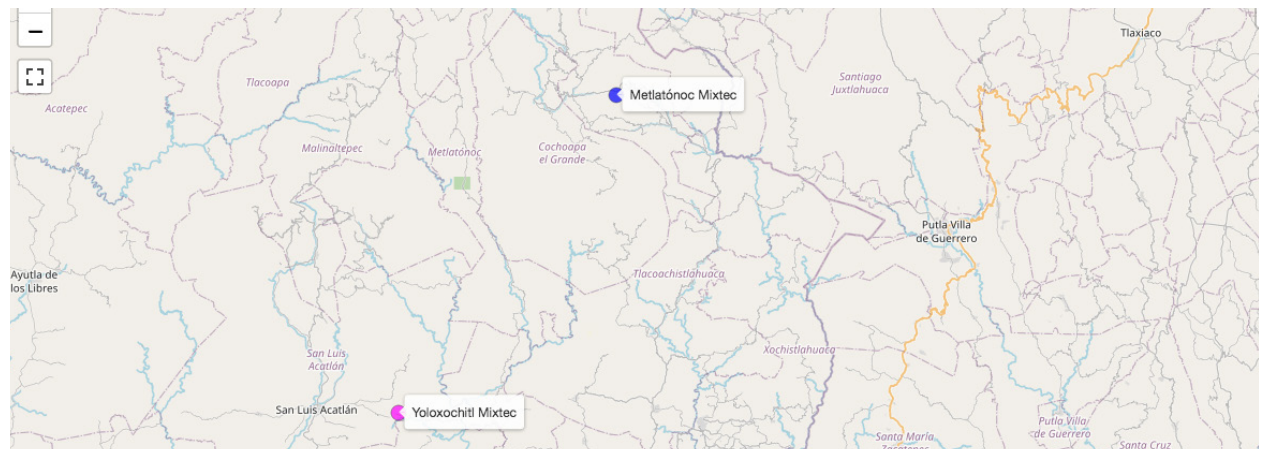 Tlaxiaco
Tlacoapa
Santiago
Juxtlahuaca
Metlatónoc Mixtec
Acatepec
Malinaltepec
Metlatónoc
Cochoapa
el Grande
Putla Villa
de Guerrero
Ayutla de
los Libres
Tlacoachistlahuaca
San Luis
Acatlán
Xochistlahuaca
San Luis Acatlán
Yoloxochitl Mixtec
Putla Villa
de Guerrero
Santa María
Zacatepec
Santa Cruz